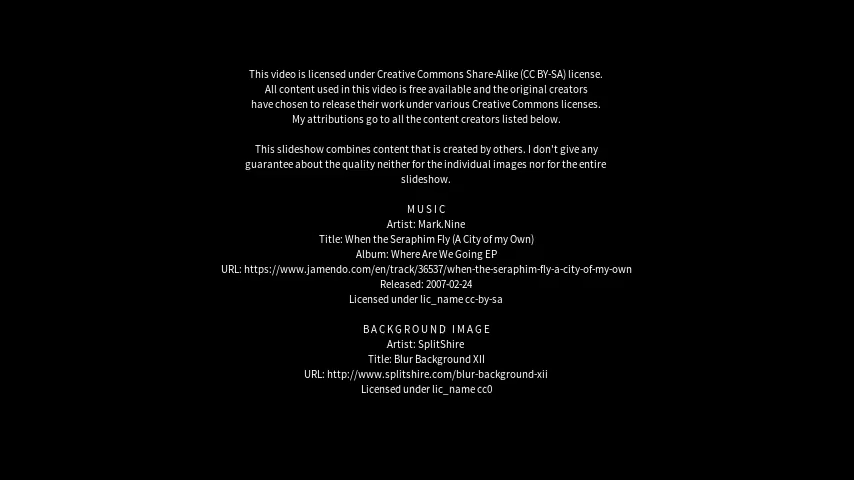 This video is licensed under Creative Commons Share-Alike (CC BY-SA) license.
All content used in this video is free available and the original creators
have chosen to release their work under various Creative Commons licenses.
My attributions go to all the content creators listed below.
This slideshow combines content that is created by others. I don't give any
guarantee about the quality neither for the individual images nor for the entire
slideshow.
MUSIC
Artist: Mark.Nine
Title: When the Seraphim Fly (A City of my Own)
Album: Where Are We Going EP
URL: https://www.jamendo.com/en/track/36537/when-the-seraphim-fly-a-city-of-my-own
Released: 2007-02-24
Licensed under lic_name cc-by-sa
BACKGROUND IMAGE
Artist: SplitShire
Title: Blur Background XII
URL: http://www.splitshire.com/blur-background-xii
Licensed under lic_name cc0